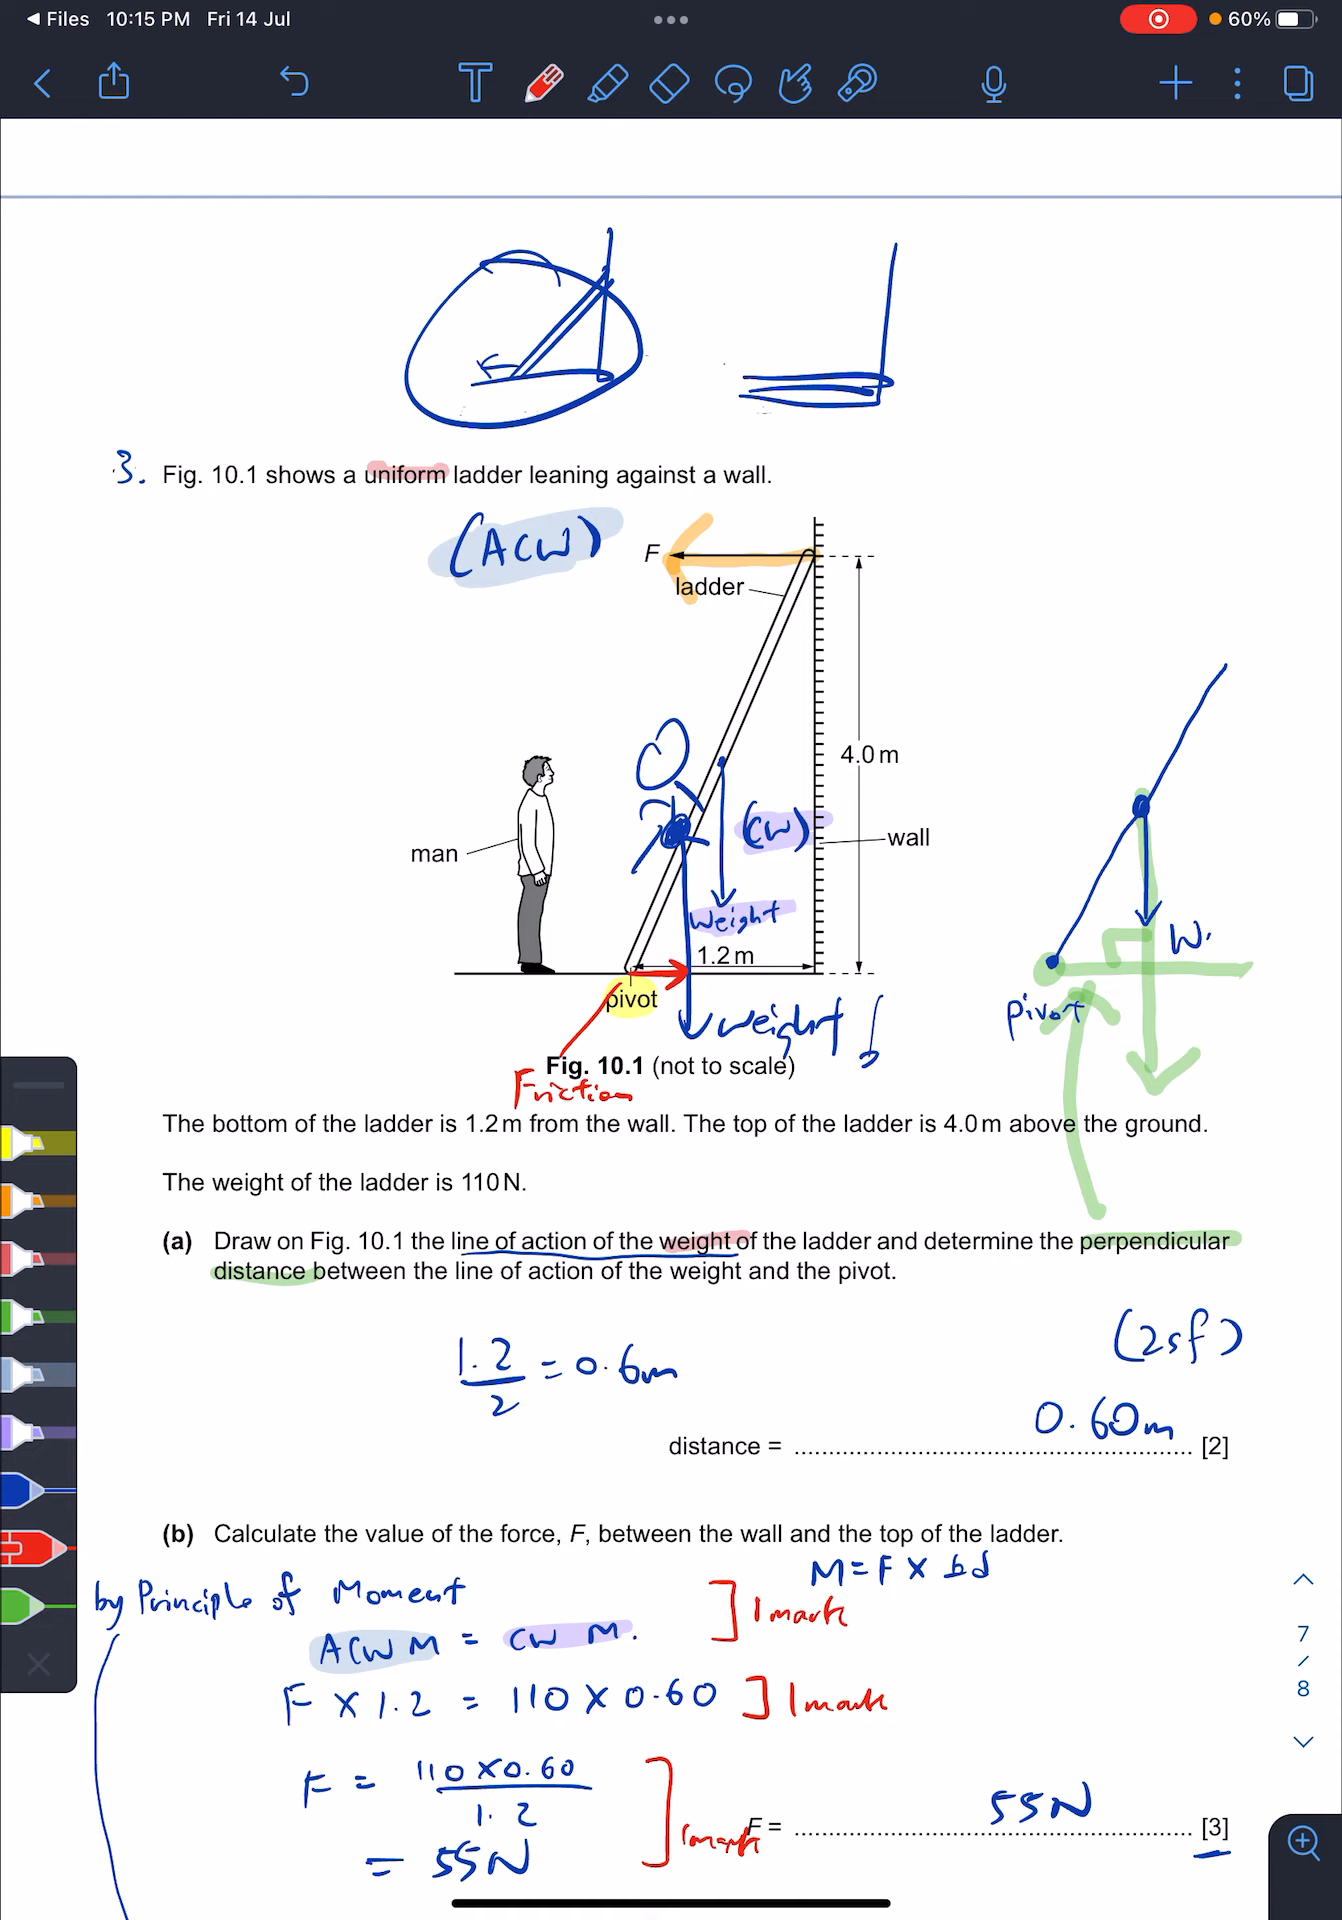 Files 10:15 PM Fri 14 Jul
60%
3. Fig. 10.1 shows a uniform ladder leaning against a wall.
(ACW)
F
ladder
4.0 m
man
(CW)
wall
Weight
1.2 m
pivot
weight
Fig. 10.1 (not to scale)
Friction
W.
pivot
The bottom of the ladder is 1.2 m from the wall. The top of the ladder is 4.0 m above the ground.
The weight of the ladder is 110 N.
(a) Draw on Fig. 10.1 the line of action of the weight of the ladder and determine the perpendicular
distance between the line of action of the weight and the pivot.
1.2
2
= 0.6m
(2sf)
0.60m
distance = [2]
(b) Calculate the value of the force, F, between the wall and the top of the ladder.
M = F X ⊥d
by Principle of Moment
ACW M = CW M.
1 mark
F X 1.2 = 110 X 0.60
1 mark
F = 110 X 0.60
1.2
= 55N
1 mark
55N
F = [3]
7
/
8